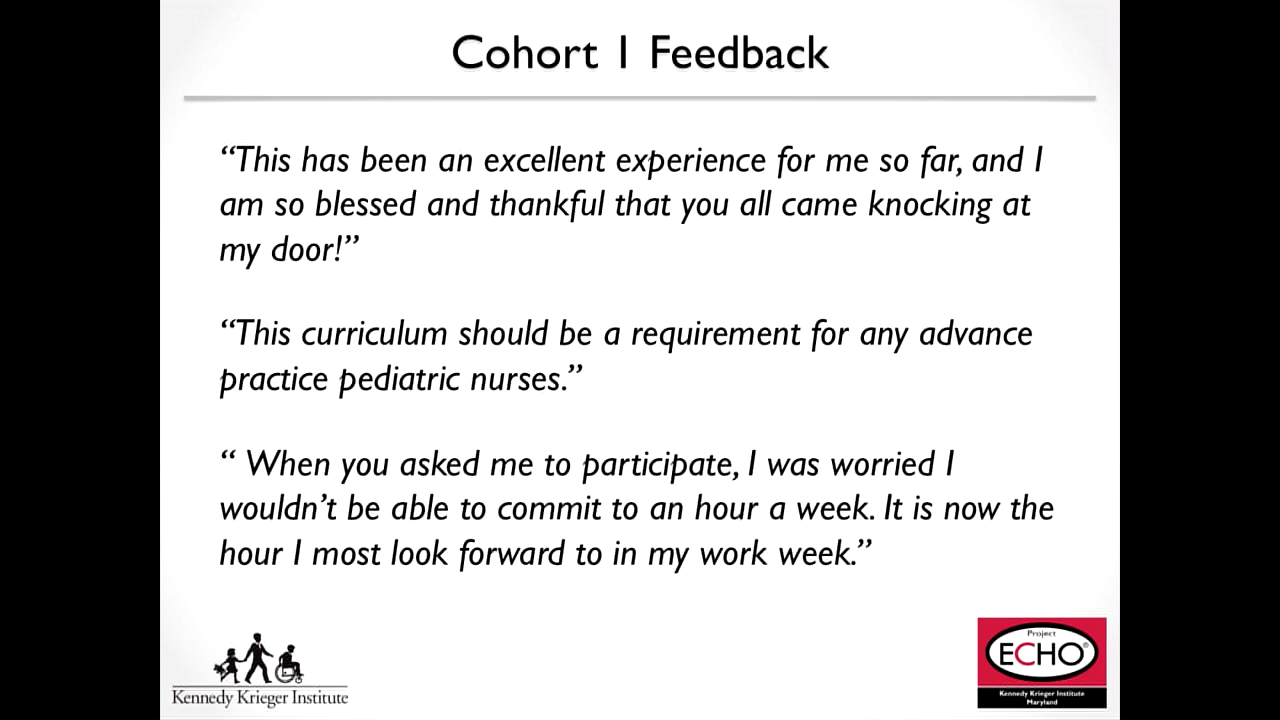 Cohort 1 Feedback
“This has been an excellent experience for me so far, and I
am so blessed and thankful that you all came knocking at
my door!”
“This curriculum should be a requirement for any advance
practice pediatric nurses.”
“ When you asked me to participate, I was worried I
wouldn’t be able to commit to an hour a week. It is now the
hour I most look forward to in my work week.”
Kennedy Krieger Institute
Project
ECHO®
Kennedy Krieger Institute
Maryland